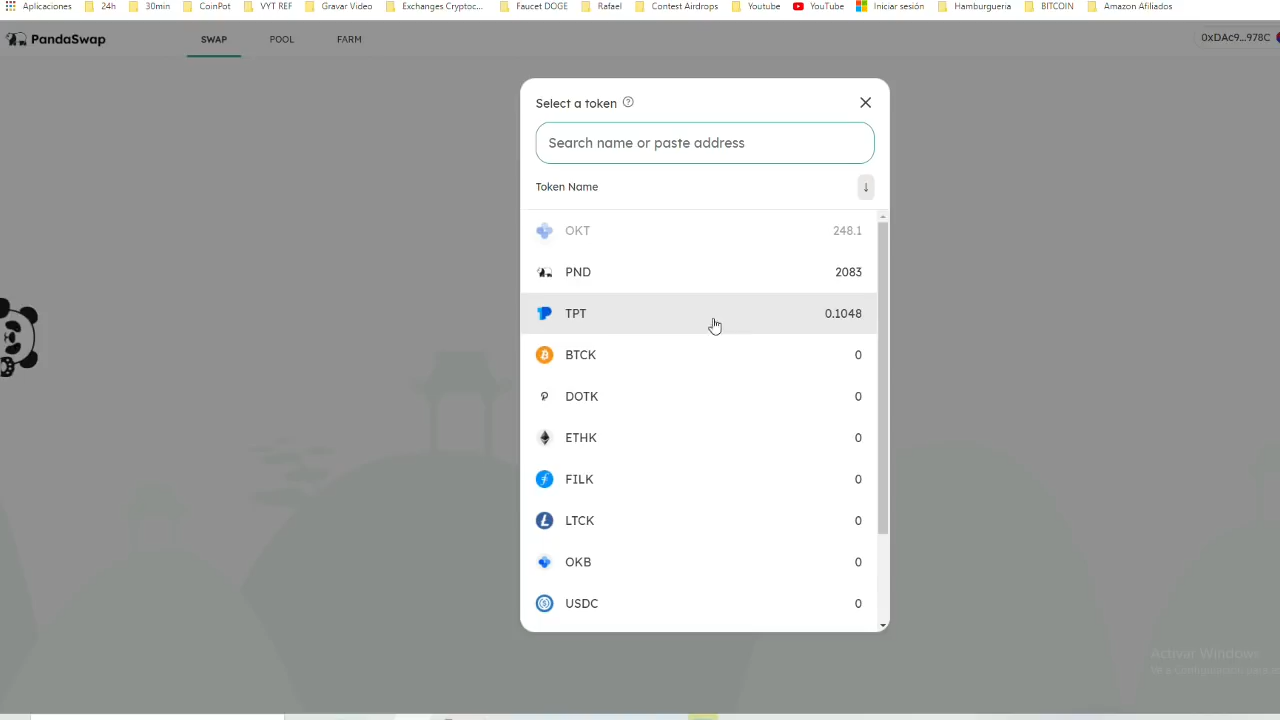 Aplicaciones 24h 30min CoinPot VYT REF Gravar Video Exchanges Cryptoc... Faucet DOGE Rafael Contest Airdrops Youtube YouTube Iniciar sesión Hamburgueria BITCOIN Amazon Afiliados
PandaSwap SWAP POOL FARM 0xDAc9...978C
Select a token ?
Search name or paste address
Token Name ↓
OKT 248.1
PND 2083
TPT 0.1048
BTCK 0
DOTK 0
ETHK 0
FILK 0
LTCK 0
OKB 0
USDC 0
Activar Windows